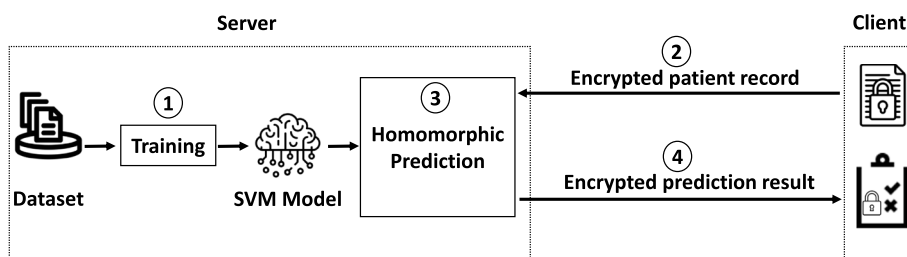 Server
Client
1
2
3
Encrypted patient record
Training
Homomorphic
Prediction
4
Encrypted prediction result
Dataset
SVM Model